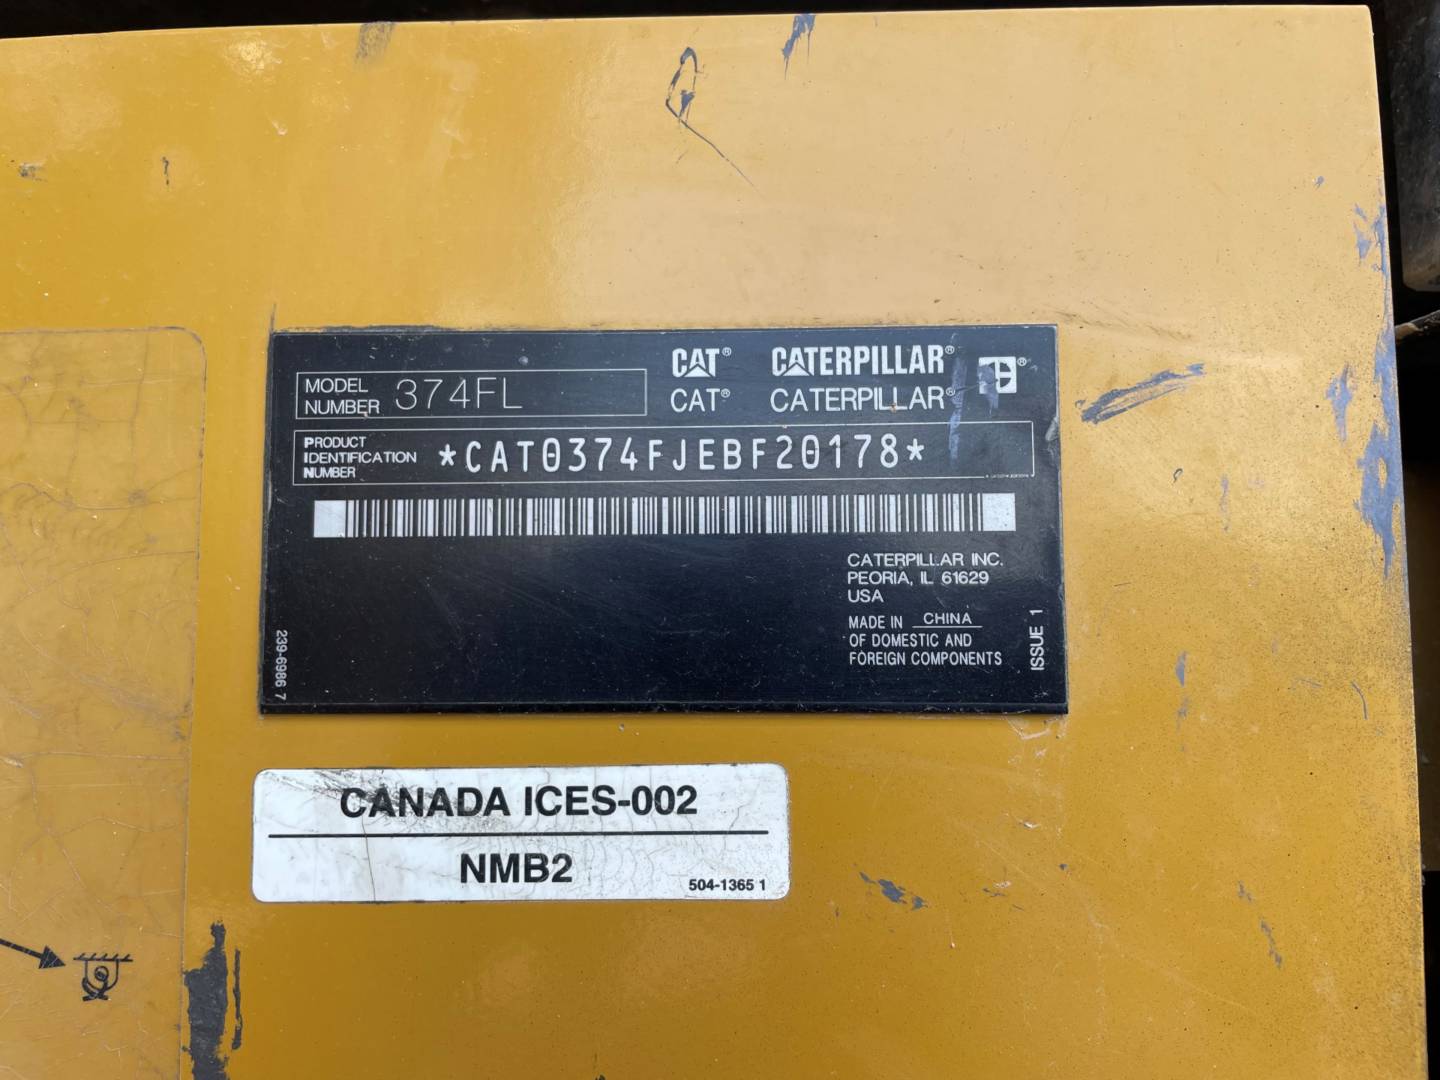 CAT® CATERPILLAR® ®
CAT® CATERPILLAR®
MODEL NUMBER 374FL
PRODUCT IDENTIFICATION NUMBER *CAT0374FJEBF20178*
CATERPILLAR INC.
PEORIA, IL 61629
USA
MADE IN CHINA
OF DOMESTIC AND
FOREIGN COMPONENTS
ISSUE 1
239-6986 7
CANADA ICES-002
NMB2
504-1365 1